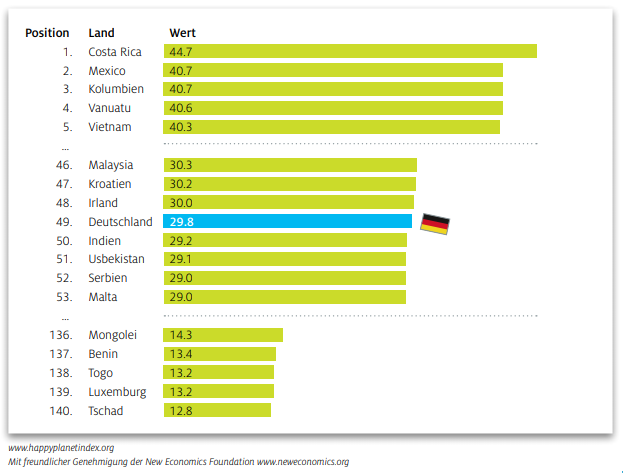 Position Land Wert
1. Costa Rica 44.7
2. Mexico 40.7
3. Kolumbien 40.7
4. Vanuatu 40.6
5. Vietnam 40.3
...
46. Malaysia 30.3
47. Kroatien 30.2
48. Irland 30.0
49. Deutschland 29.8
50. Indien 29.2
51. Usbekistan 29.1
52. Serbien 29.0
53. Malta 29.0
...
136. Mongolei 14.3
137. Benin 13.4
138. Togo 13.2
139. Luxemburg 13.2
140. Tschad 12.8
www.happyplanetindex.org
Mit freundlicher Genehmigung der New Economics Foundation www.neweconomics.org